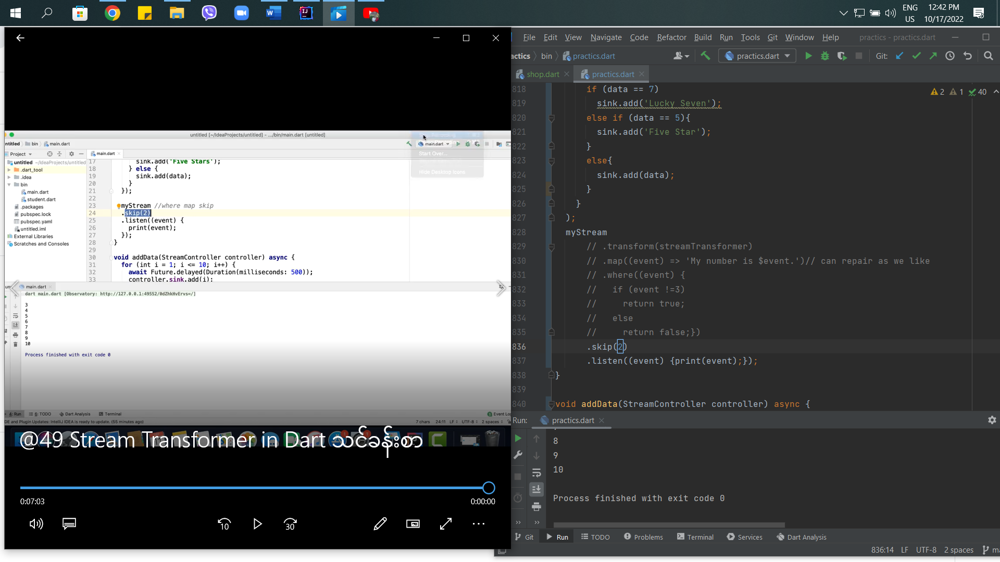 ENG
US
12:42 PM
10/17/2022
untitled [~/IdeaProjects/untitled] - .../bin/main.dart [untitled]
ntitled bin main.dart
main.dart
Project
main.dart
Start Over...
Hide Desktop Icons
untitled ~/IdeaProjects/untitled
.dart_tool
.idea
bin
main.dart
student.dart
.packages
pubspec.lock
pubspec.yaml
untitled.iml
External Libraries
Scratches and Consoles
17 sink.add('Five Stars');
18 } else {
19 sink.add(data);
20 }
21 });
22
23 myStream //where map skip
24 .skip(2)
25 .listen((event) {
26 print(event);
27 });
28 }
29
30 void addData(StreamController controller) async {
31 for (int i = 1; i <= 10; i++) {
32 await Future.delayed(Duration(milliseconds: 500));
33 controller.sink.add(i);
main.dart
dart main.dart [Observatory: http://127.0.0.1:49552/0dZhkHvErvs=/]
3
4
5
6
7
8
9
10
Process finished with exit code 0
4: Run 6: TODO Dart Analysis Terminal Event Log
DE and Plugin Updates: IntelliJ IDEA is ready to update. (55 minutes ago) 7 chars 24:11 LF UTF-8 2 spaces
@49 Stream Transformer in Dart သင်ခန်းစာ
0:07:03
0:00:00
10
30
File Edit View Navigate Code Refactor Build Run Tools Git Window Help practics - practics.dart
actics bin practics.dart
practics.dart
Git:
shop.dart practics.dart
2 1 40
818 if (data == 7)
819 sink.add('Lucky Seven');
820 else if (data == 5){
821 sink.add('Five Star');
822 }
823 else{
824 sink.add(data);
825 }
826 }
827 );
828 myStream
829 // .transform(streamTransformer)
830 // .map((event) => 'My number is $event.')// can repair as we like
831 // .where((event) {
832 // if (event !=3)
833 // return true;
834 // else
835 // return false;})
836 .skip(2)
837 .listen((event) {print(event);});
838 }
839
840 void addData(StreamController controller) async {
Run: practics.dart
8
9
10
Process finished with exit code 0
Git Run TODO Problems Terminal Services Dart Analysis
836:14 LF UTF-8 2 spaces ma